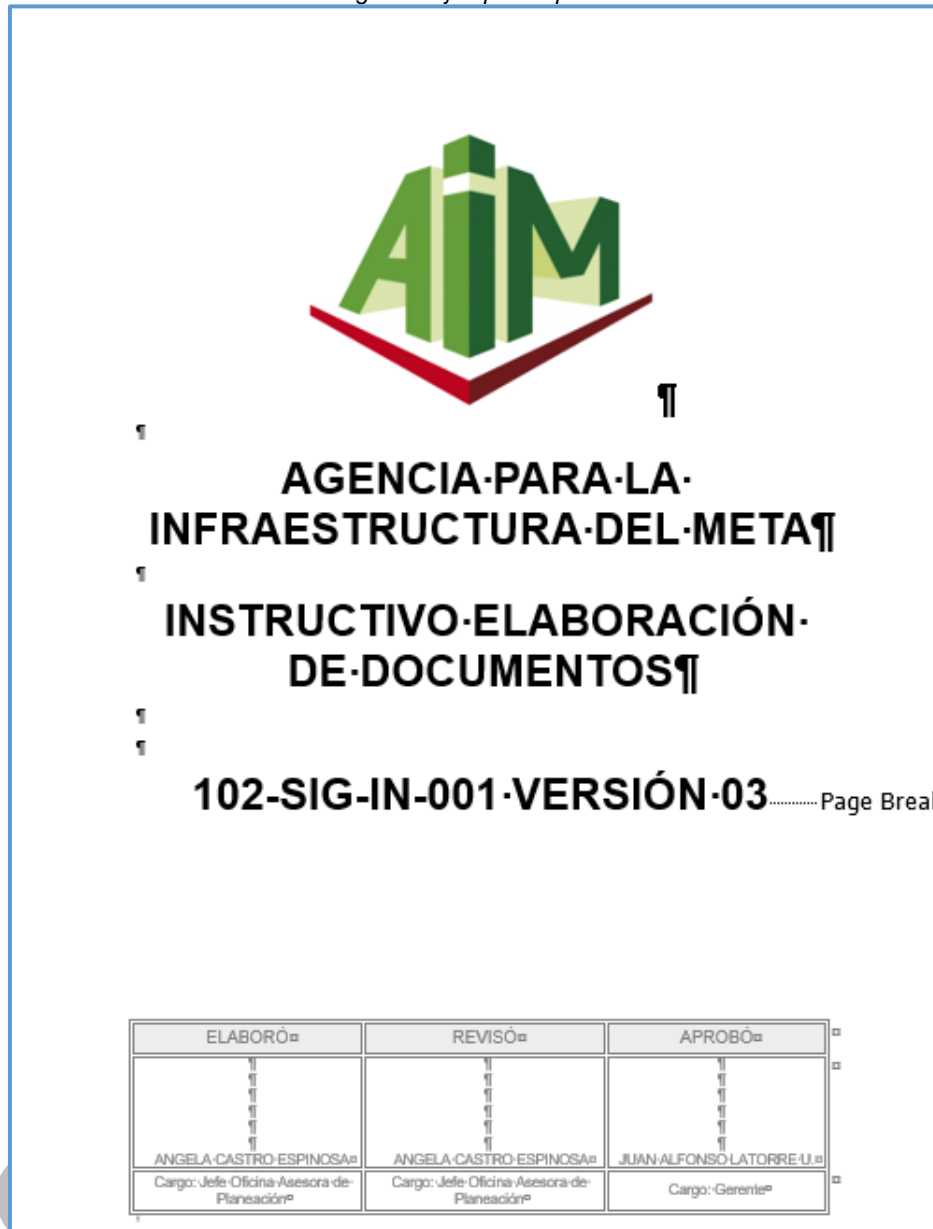 AiM
¶
¶
AGENCIA·PARA·LA·
INFRAESTRUCTURA·DEL·META¶
¶
INSTRUCTIVO·ELABORACIÓN·
DE·DOCUMENTOS¶
¶
¶
102-SIG-IN-001·VERSIÓN·03 Page Break
ELABORÓ¤ REVISÓ¤ APROBÓ¤ ¤
¶ ¶ ¶ ¤
¶ ¶ ¶
¶ ¶ ¶
¶ ¶ ¶
¶ ¶ ¶
¶ ¶ ¶
ANGELA·CASTRO·ESPINOSA¤ ANGELA·CASTRO·ESPINOSA¤ JUAN·ALFONSO·LATORRE·U.¤
Cargo:·Jefe·Oficina·Asesora·de· Cargo:·Jefe·Oficina·Asesora·de· Cargo:·Gerente¤ ¤
Planeación¤ Planeación¤
¶